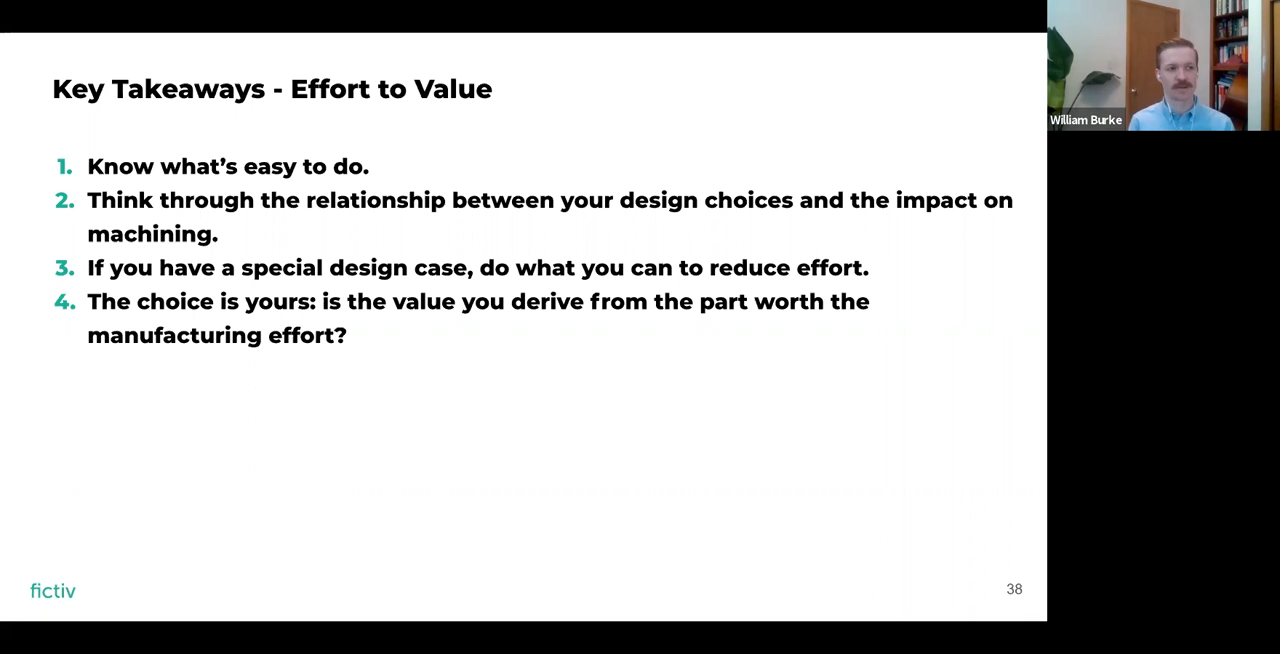 Key Takeaways - Effort to Value
1. Know what's easy to do.
2. Think through the relationship between your design choices and the impact on
machining.
3. If you have a special design case, do what you can to reduce effort.
4. The choice is yours: is the value you derive from the part worth the
manufacturing effort?
fictiv
38
William Burke